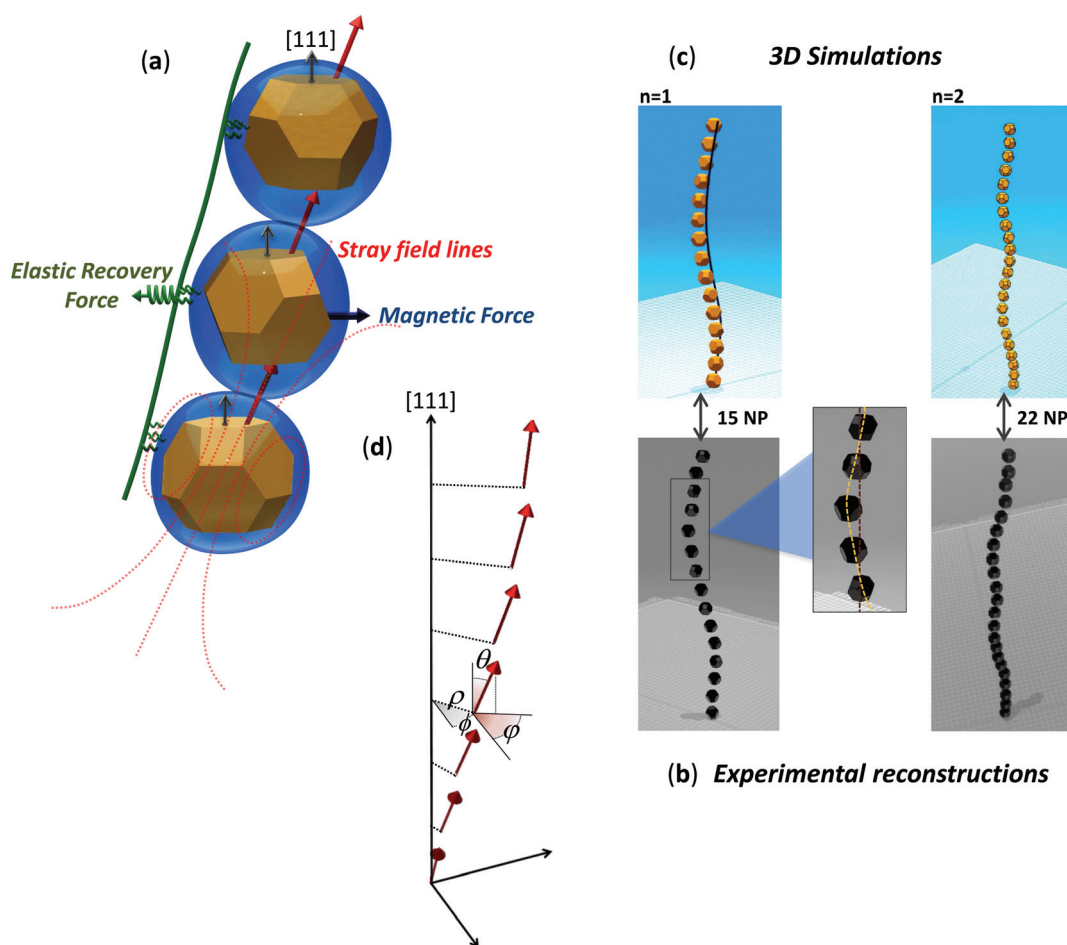 (a)
[111]
Elastic Recovery
Force
Stray field lines
Magnetic Force
(c) 3D Simulations
n=1
n=2
15 NP
22 NP
(b) Experimental reconstructions
(d)
[111]
θ
ρ
ϕ
φ